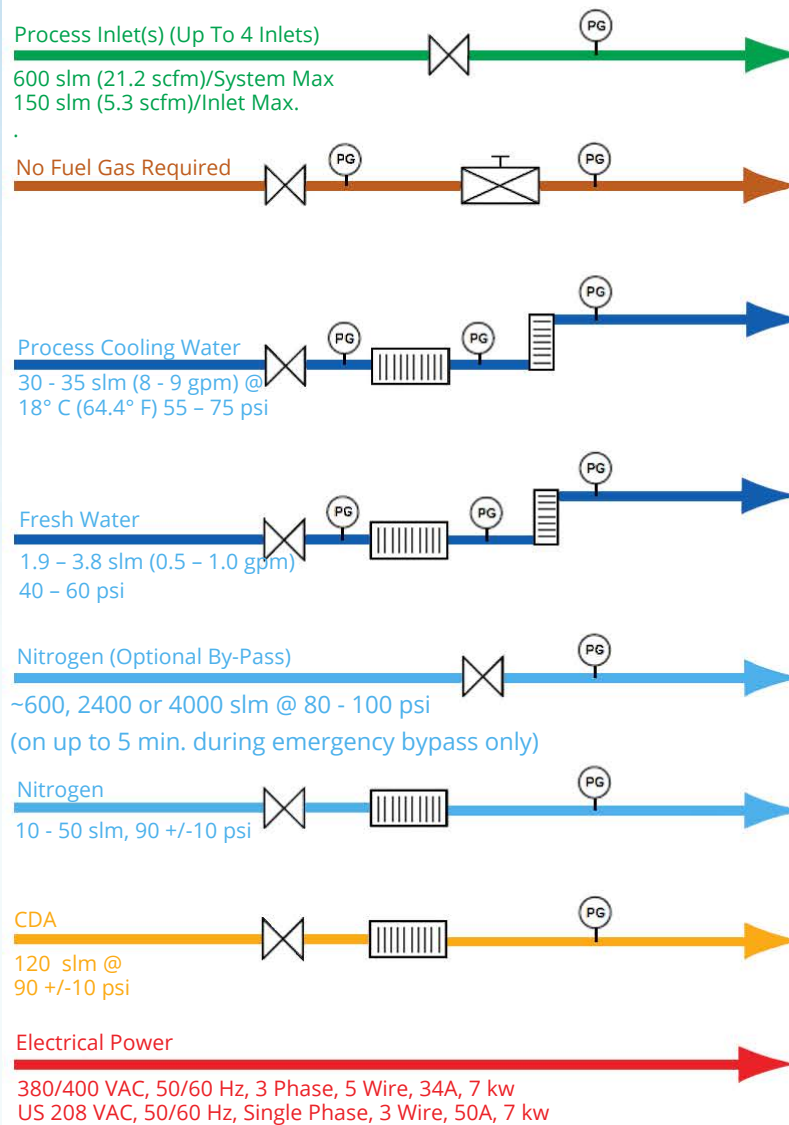 Process Inlet(s) (Up To 4 Inlets)
PG
600 slm (21.2 scfm)/System Max
150 slm (5.3 scfm)/Inlet Max.
.
No Fuel Gas Required
PG
PG
PG
Process Cooling Water
PG
PG
30 - 35 slm (8 - 9 gpm) @
18° C (64.4° F) 55 – 75 psi
PG
Fresh Water
PG
PG
1.9 – 3.8 slm (0.5 – 1.0 gpm)
40 – 60 psi
Nitrogen (Optional By-Pass)
PG
~600, 2400 or 4000 slm @ 80 - 100 psi
(on up to 5 min. during emergency bypass only)
Nitrogen
PG
10 - 50 slm, 90 +/-10 psi
CDA
PG
120 slm @
90 +/-10 psi
Electrical Power
380/400 VAC, 50/60 Hz, 3 Phase, 5 Wire, 34A, 7 kw
US 208 VAC, 50/60 Hz, Single Phase, 3 Wire, 50A, 7 kw